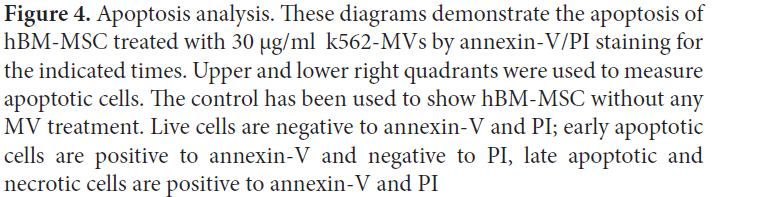 Figure 4. Apoptosis analysis. These diagrams demonstrate the apoptosis of
hBM-MSC treated with 30 µg/ml k562-MVs by annexin-V/PI staining for
the indicated times. Upper and lower right quadrants were used to measure
apoptotic cells. The control has been used to show hBM-MSC without any
MV treatment. Live cells are negative to annexin-V and PI; early apoptotic
cells are positive to annexin-V and negative to PI, late apoptotic and
necrotic cells are positive to annexin-V and PI